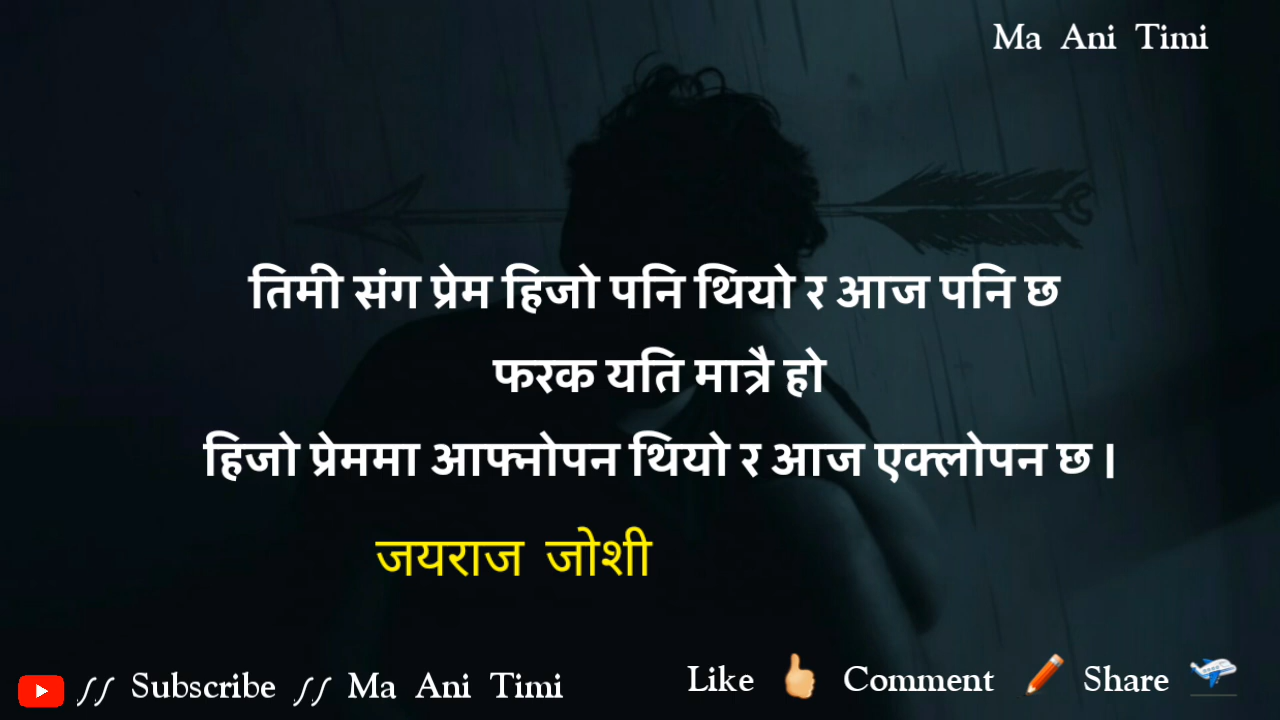 Ma Ani Timi
तिमी संग प्रेम हिजो पनि थियो र आज पनि छ
फरक यति मात्रै हो
हिजो प्रेममा आफ्नोपन थियो र आज एक्लोपन छ ।
जयराज जोशी
∬ Subscribe ∬ Ma Ani Timi
Like 👍 Comment ✏️ Share 🛫